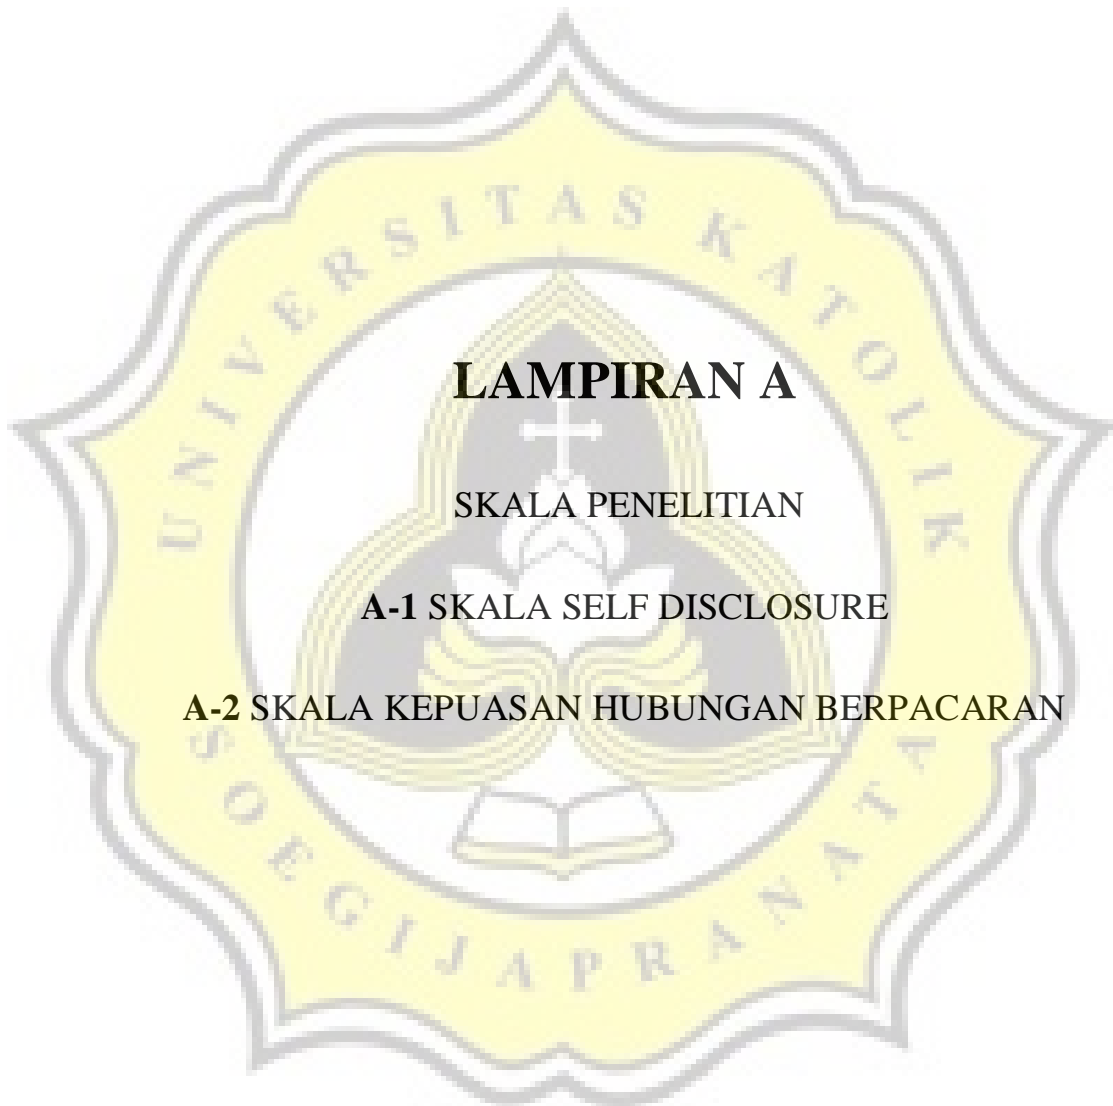 UNIVERSITAS KATOLIK
LAMPIRAN A
SKALA PENELITIAN
A-1 SKALA SELF DISCLOSURE
A-2 SKALA KEPUASAN HUBUNGAN BERPACARAN
SOEGIJAPRANATA